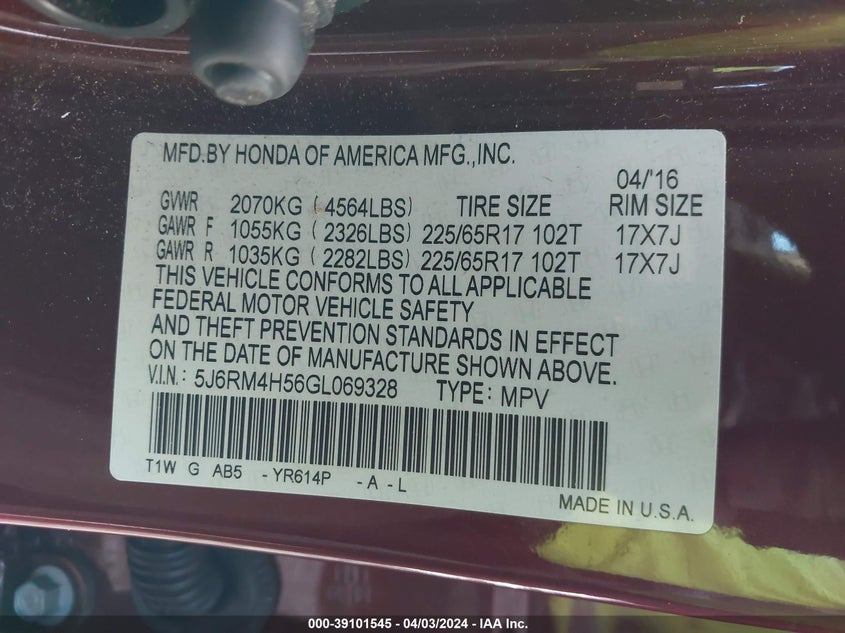 MFD.BY HONDA OF AMERICA MFG.,INC.
04/'16
GVWR 2070KG (4564LBS) TIRE SIZE RIM SIZE
GAWR F 1055KG (2326LBS) 225/65R17 102T 17X7J
GAWR R 1035KG (2282LBS) 225/65R17 102T 17X7J
THIS VEHICLE CONFORMS TO ALL APPLICABLE
FEDERAL MOTOR VEHICLE SAFETY
AND THEFT PREVENTION STANDARDS IN EFFECT
ON THE DATE OF MANUFACTURE SHOWN ABOVE.
V.I.N.: 5J6RM4H56GL069328 TYPE: MPV
T1W G AB5 -YR614P -A-L
MADE IN U.S.A.
000-39101545 - 04/03/2024 - IAA Inc.